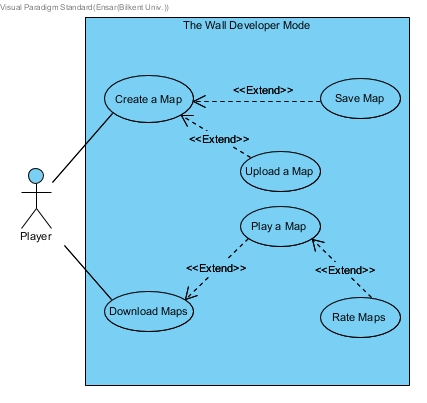 Visual Paradigm Standard(Ensar(Bilkent Univ.))
The Wall Developer Mode
Create a Map
<<Extend>>
Save Map
<<Extend>>
Upload a Map
Player
Play a Map
<<Extend>>
<<Extend>>
Download Maps
Rate Maps